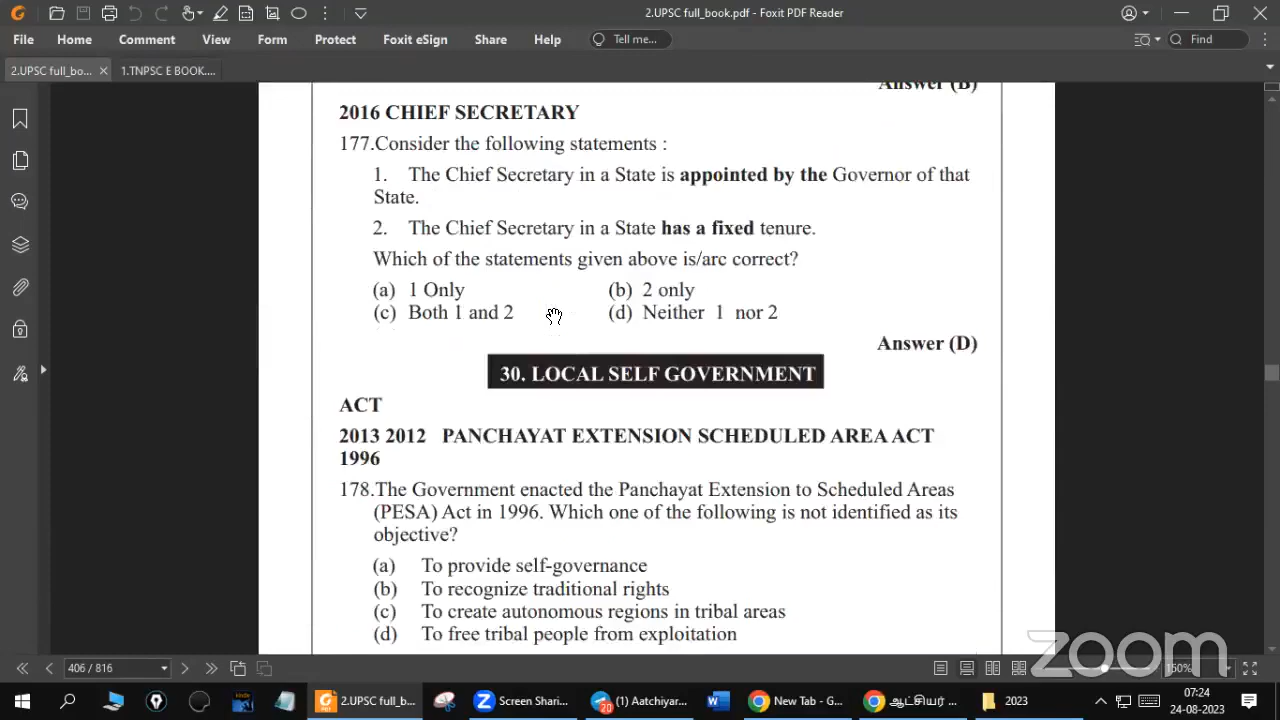 2.UPSC full_book.pdf - Foxit PDF Reader
File Home Comment View Form Protect Foxit eSign Share Help Tell me... Find
2.UPSC full_bo... 1.TNPSC E BOOK....
Answer (B)
2016 CHIEF SECRETARY
177.Consider the following statements :
1. The Chief Secretary in a State is appointed by the Governor of that
State.
2. The Chief Secretary in a State has a fixed tenure.
Which of the statements given above is/arc correct?
(a) 1 Only (b) 2 only
(c) Both 1 and 2 (d) Neither 1 nor 2
Answer (D)
30. LOCAL SELF GOVERNMENT
ACT
2013 2012 PANCHAYAT EXTENSION SCHEDULED AREA ACT
1996
178.The Government enacted the Panchayat Extension to Scheduled Areas
(PESA) Act in 1996. Which one of the following is not identified as its
objective?
(a) To provide self-governance
(b) To recognize traditional rights
(c) To create autonomous regions in tribal areas
(d) To free tribal people from exploitation
zoom
406 / 816 150%
2.UPSC full_b... Screen Shari... 20 (1) Aatchiyar... New Tab - G... ஆட்சியர் ... 2023 07:24
24-08-2023